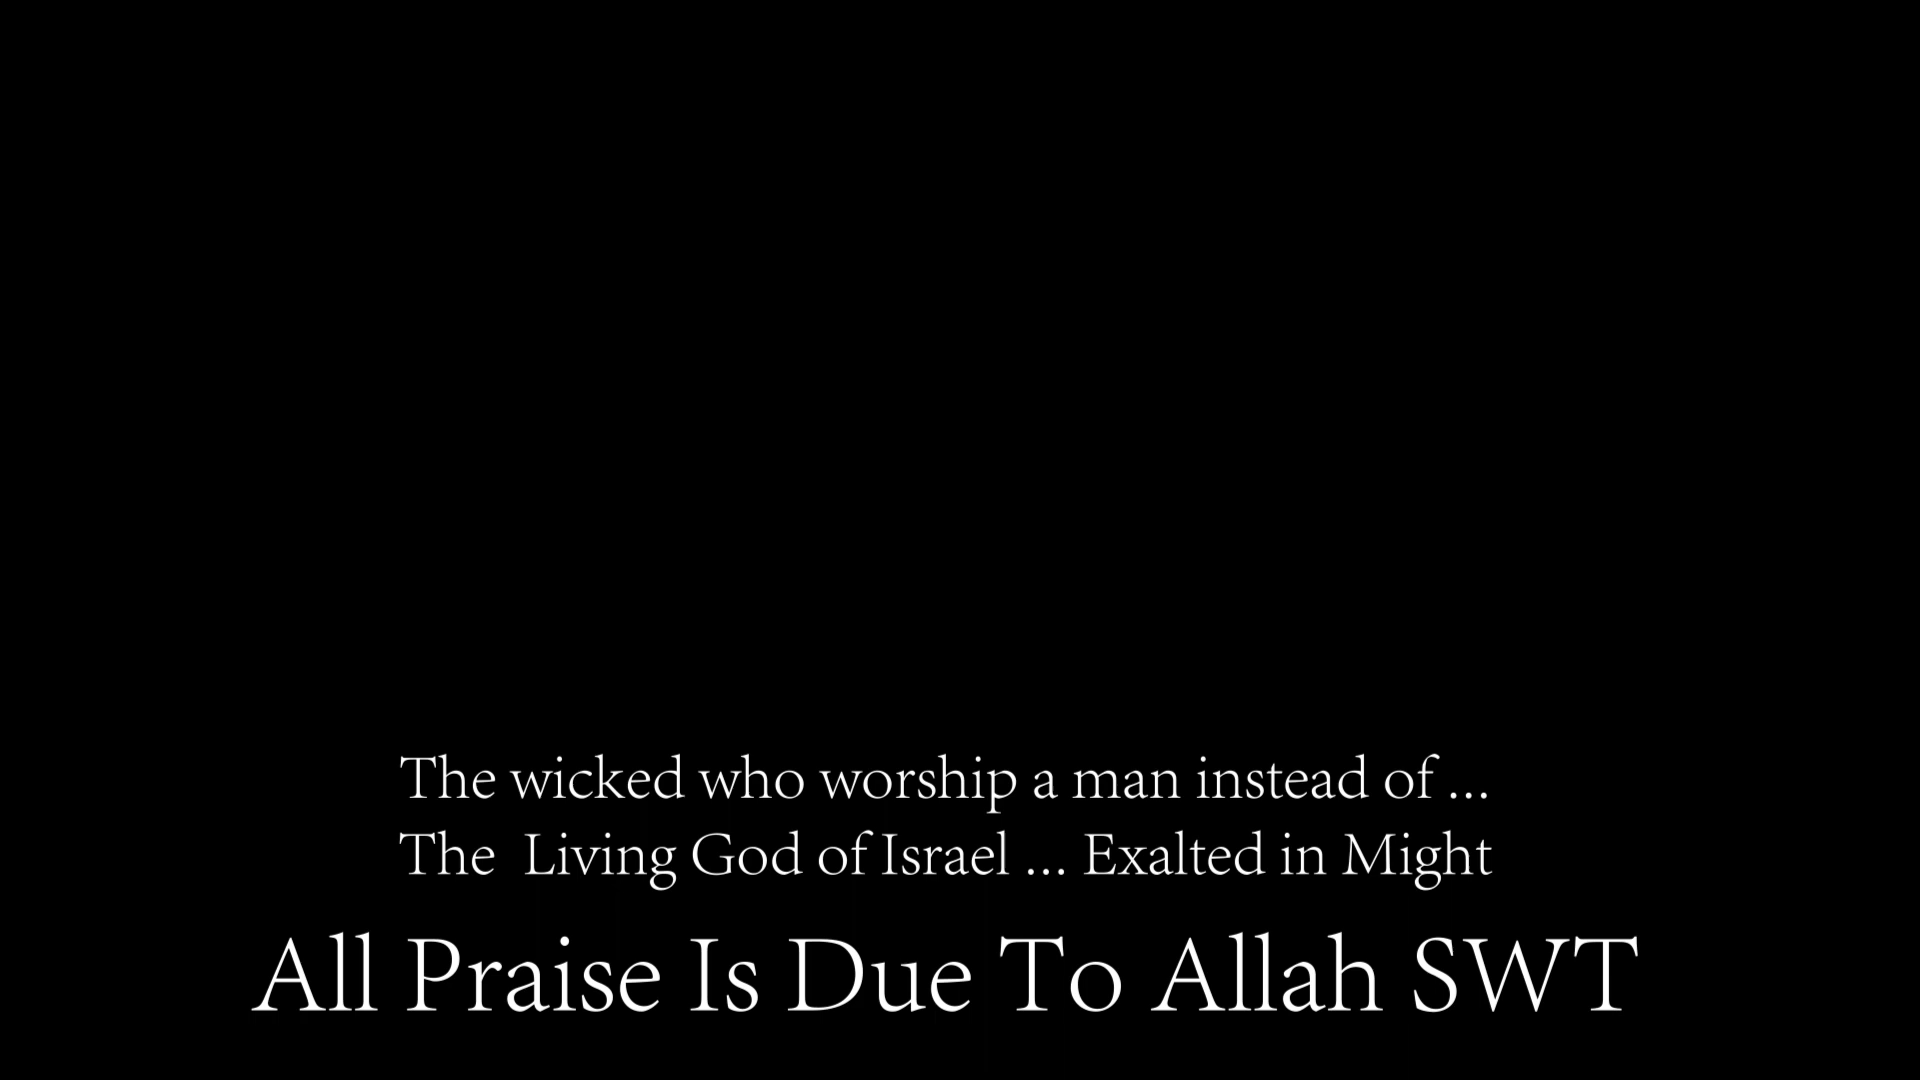 The wicked who worship a man instead of ...
The  Living God of Israel ... Exalted in Might
All Praise Is Due To Allah SWT